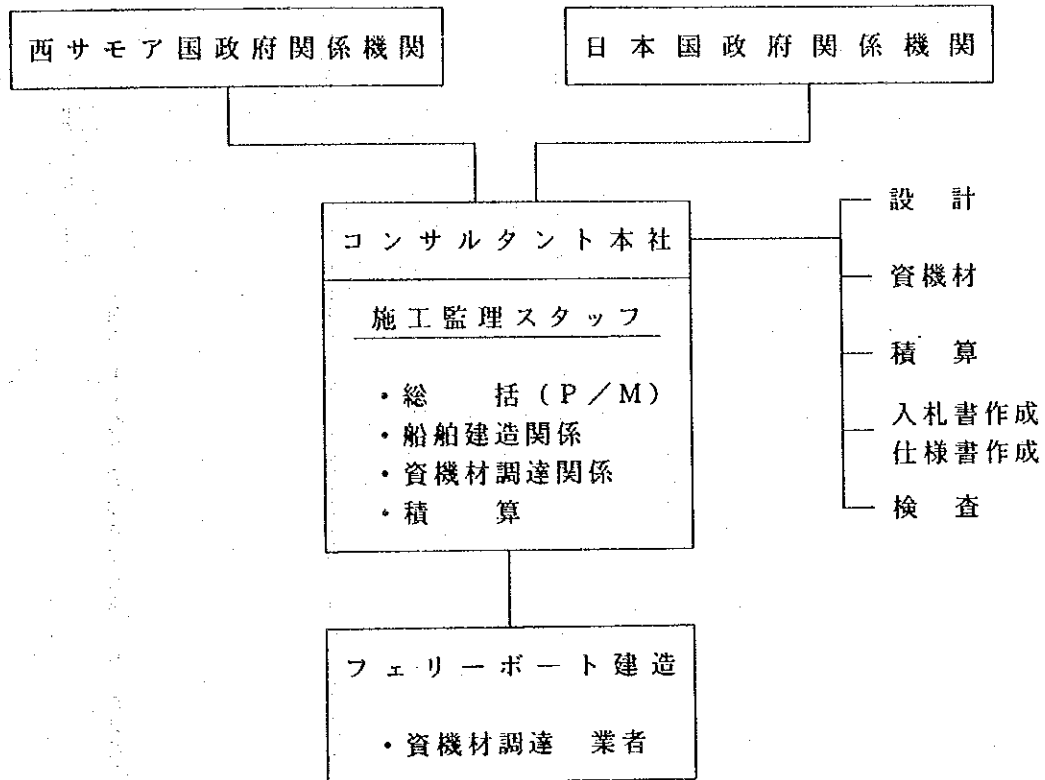 西サモア国政府関係機関
日本国政府関係機関
コンサルタント本社
施工監理スタッフ
・総　　括（P／M）
・船舶建造関係
・資機材調達関係
・積　　算
設　計
資機材
積　算
入札書作成
仕様書作成
検　査
フェリーボート建造
・資機材調達　業者